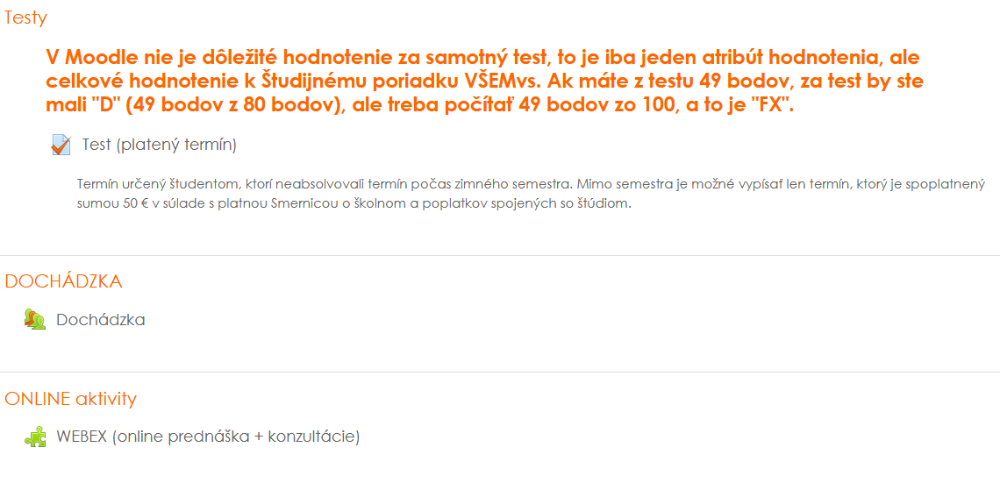 Testy
V Moodle nie je dôležité hodnotenie za samotný test, to je iba jeden atribút hodnotenia, ale
celkové hodnotenie k Študijnému poriadku VŠEMvs. Ak máte z testu 49 bodov, za test by ste
mali "D" (49 bodov z 80 bodov), ale treba počítať 49 bodov zo 100, a to je "FX".
Test (platený termín)
Termín určený študentom, ktorí neabsolvovali termín počas zimného semestra. Mimo semestra je možné vypísať len termín, ktorý je spoplatnený
sumou 50 € v súlade s platnou Smernicou o školnom a poplatkov spojených so štúdiom.
DOCHÁDZKA
Dochádzka
ONLINE aktivity
WEBEX (online prednáška + konzultácie)